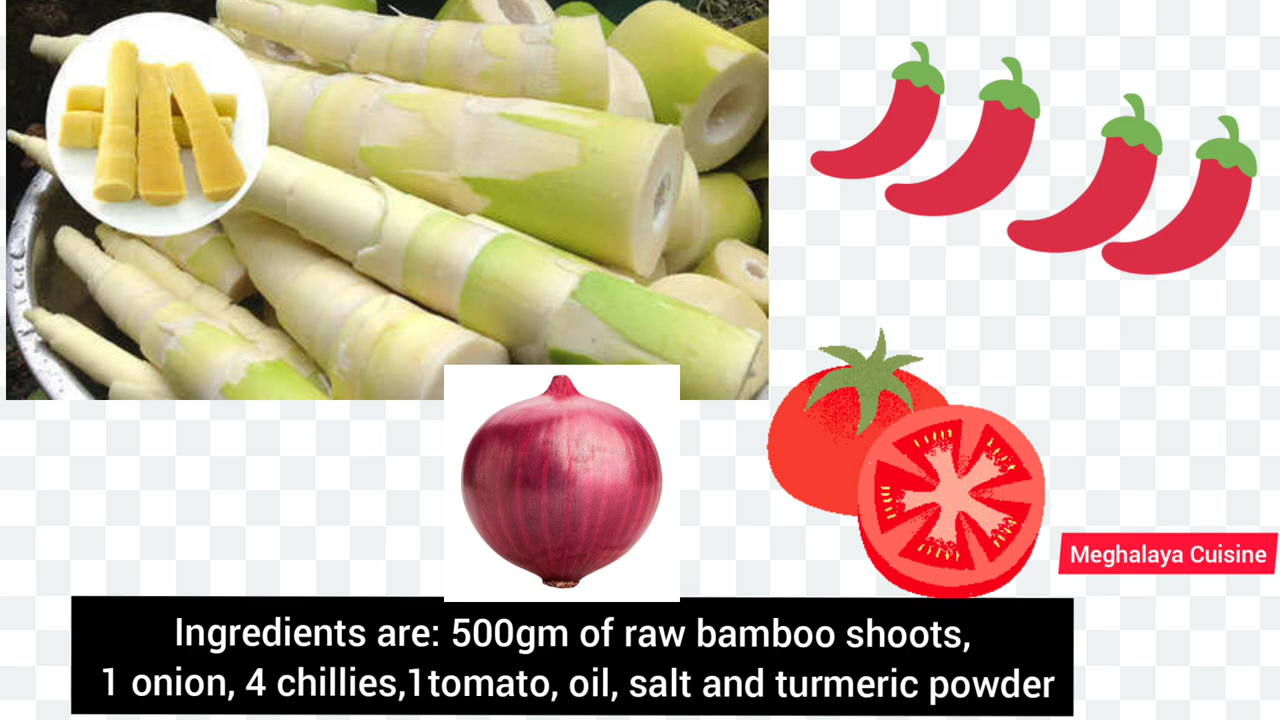 Meghalaya Cuisine
Ingredients are: 500gm of raw bamboo shoots,
1 onion, 4 chillies,1tomato, oil, salt and turmeric powder